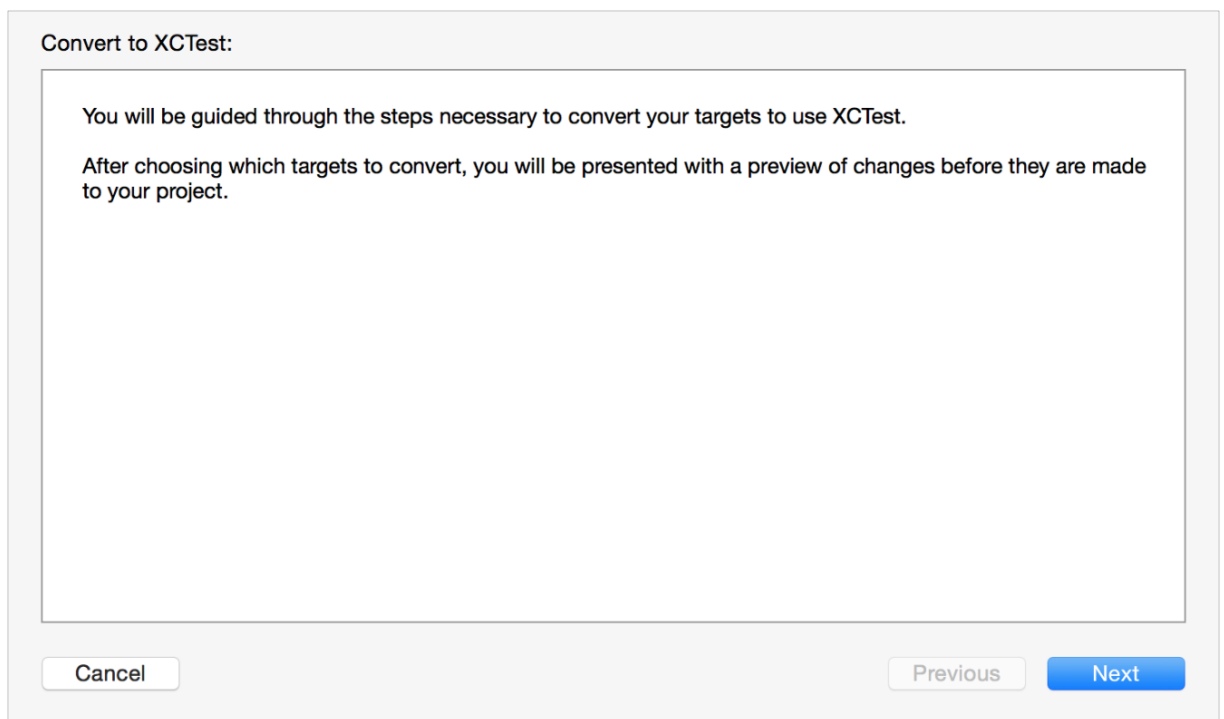 Convert to XCTest:
You will be guided through the steps necessary to convert your targets to use XCTest.
After choosing which targets to convert, you will be presented with a preview of changes before they are made
to your project.
Cancel
Previous
Next